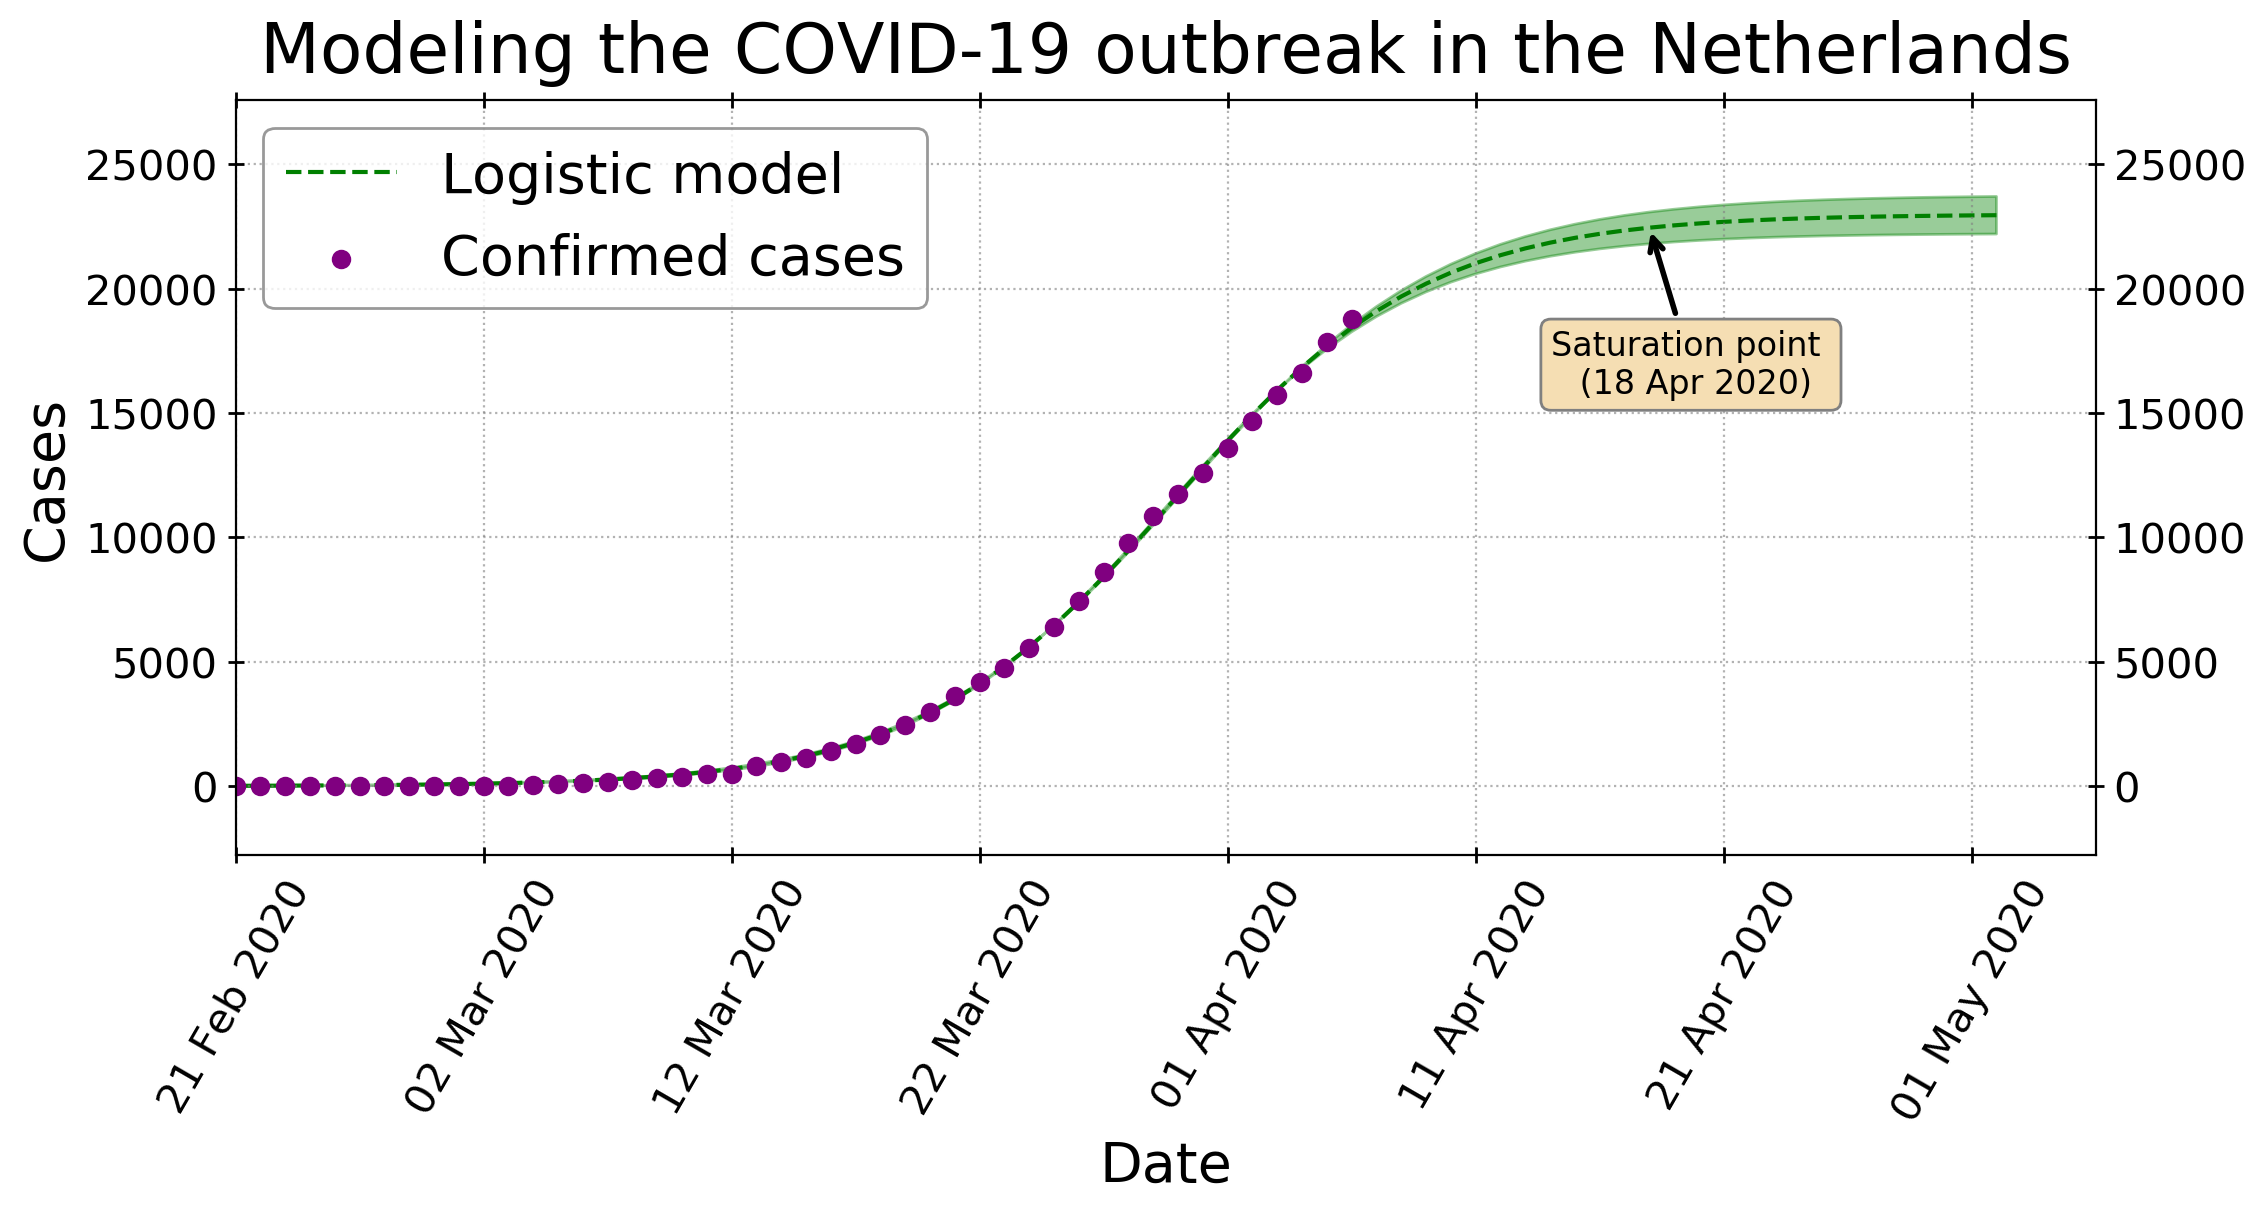 Modeling the COVID-19 outbreak in the Netherlands
Logistic model
Confirmed cases
25000
20000
15000
10000
5000
0
25000
20000
15000
10000
5000
0
Cases
Saturation point
(18 Apr 2020)
21 Feb 2020
02 Mar 2020
12 Mar 2020
22 Mar 2020
01 Apr 2020
11 Apr 2020
21 Apr 2020
01 May 2020
Date